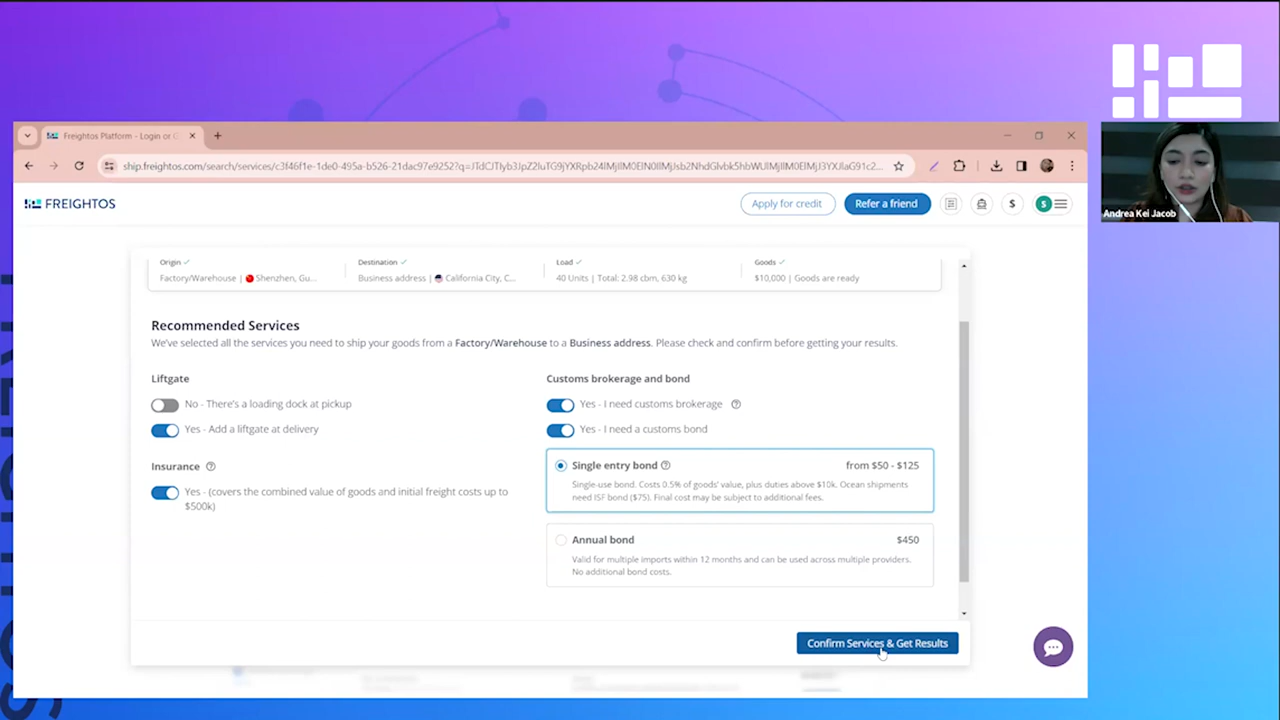 Freightos Platform - Login or C
ship.freightos.com/search/services/c3f46f1e-1de0-495a-b526-21dac97e9252?q=
FREIGHTOS
Apply for credit
Refer a friend
$
S
Andrea Kei Jacob
Origin
Destination
Load
Goods
Factory/Warehouse | Shenzhen, Gu...
Business address | California City, C...
40 Units | Total: 2.98 cbm, 630 kg
$10,000 | Goods are ready
Recommended Services
We've selected all the services you need to ship your goods from a Factory/Warehouse to a Business address. Please check and confirm before getting your results.
Liftgate
No - There's a loading dock at pickup
Yes - Add a liftgate at delivery
Insurance
Yes - (covers the combined value of goods and initial freight costs up to
$500k)
Customs brokerage and bond
Yes - I need customs brokerage
Yes - I need a customs bond
Single entry bond
from $50 - $125
Single-use bond. Costs 0.5% of goods' value, plus duties above $10k. Ocean shipments
need ISF bond ($75). Final cost may be subject to additional fees.
Annual bond
$450
Valid for multiple imports within 12 months and can be used across multiple providers.
No additional bond costs.
Confirm Services & Get Results